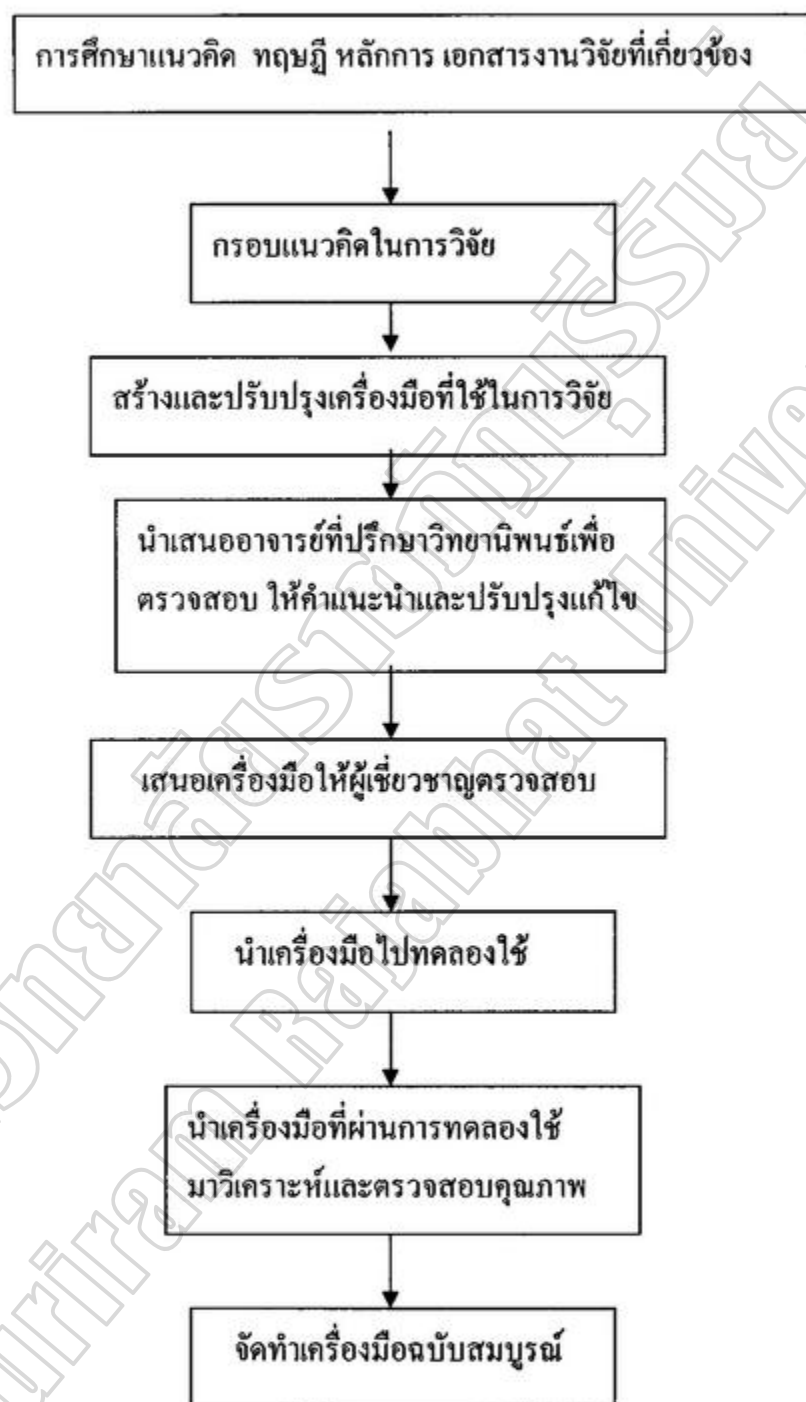 การศึกษาแนวคิด ทฤษฎี หลักการ เอกสารงานวิจัยที่เกี่ยวข้อง
กรอบแนวคิดในการวิจัย
สร้างและปรับปรุงเครื่องมือที่ใช้ในการวิจัย
นำเสนออาจารย์ที่ปรึกษาวิทยานิพนธ์เพื่อ
ตรวจสอบ ให้คำแนะนำและปรับปรุงแก้ไข
เสนอเครื่องมือให้ผู้เชี่ยวชาญตรวจสอบ
นำเครื่องมือไปทดลองใช้
นำเครื่องมือที่ผ่านการทดลองใช้
มาวิเคราะห์และตรวจสอบคุณภาพ
จัดทำเครื่องมือฉบับสมบูรณ์
Rajabhat